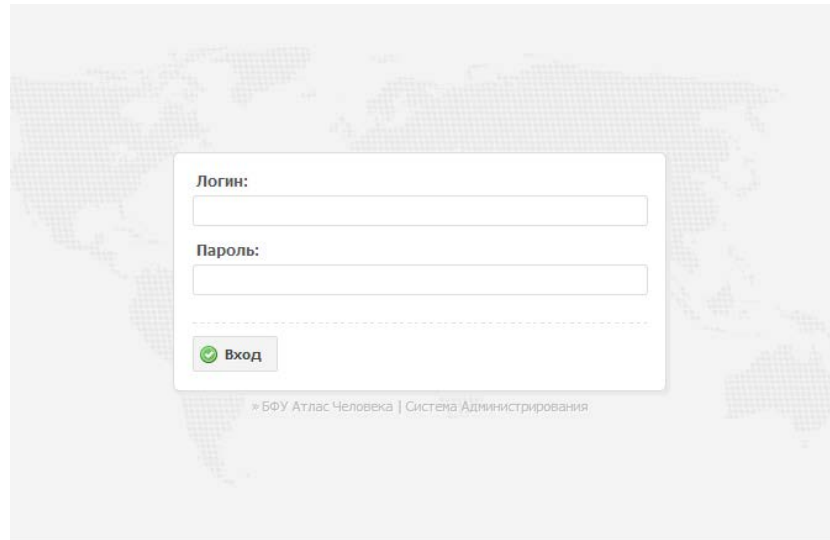 Логин:
Пароль:
Вход
» БФУ Атлас Человека | Система Администрирования